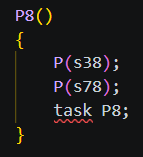 P8()
{
P(s38);
P(s78);
task P8;
}